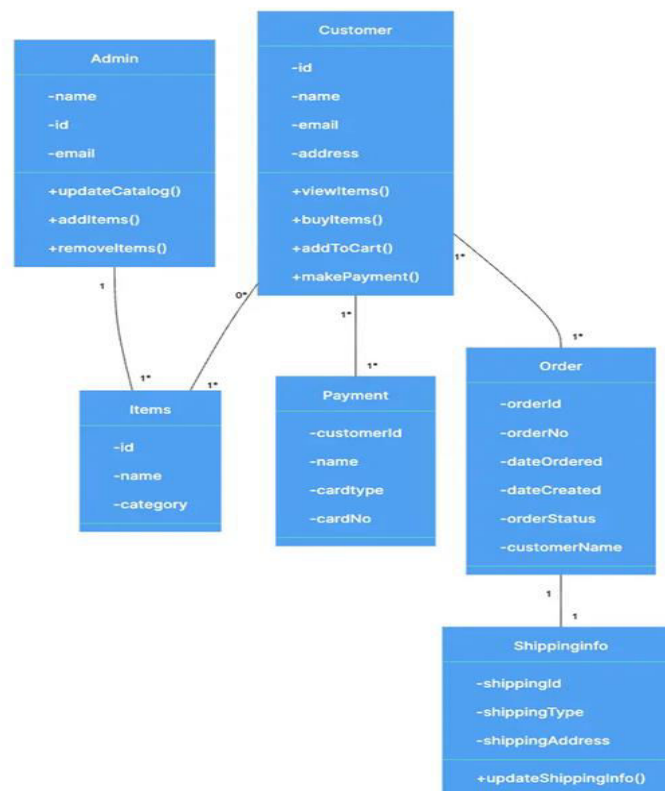 Admin
-name
-id
-email
+updateCatalog()
+addItems()
+removeItems()
Customer
-id
-name
-email
-address
+viewItems()
+buyItems()
+addToCart()
+makePayment()
1
1*
0*
1*
1*
1*
1*
1*
Items
-id
-name
-category
Payment
-customerId
-name
-cardtype
-cardNo
Order
-orderId
-orderNo
-dateOrdered
-dateCreated
-orderStatus
-customerName
1
1
Shippinginfo
-shippingId
-shippingType
-shippingAddress
+updateShippingInfo()